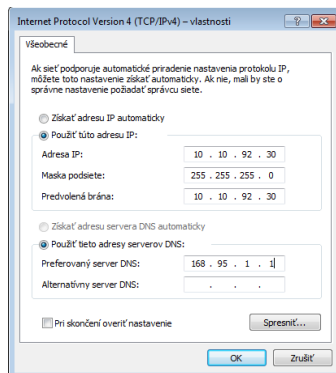 Internet Protocol Version 4 (TCP/IPv4) – vlastnosti
Všeobecné
Ak sieť podporuje automatické priradenie nastavenia protokolu IP,
môžete toto nastavenie získať automaticky. Ak nie, mali by ste o
správne nastavenie požiadať správcu siete.
Získať adresu IP automaticky
Použiť túto adresu IP:
Adresa IP: 10 . 10 . 92 . 30
Maska podsiete: 255 . 255 . 255 . 0
Predvolená brána: 10 . 10 . 92 . 30
Získať adresu servera DNS automaticky
Použiť tieto adresy serverov DNS:
Preferovaný server DNS: 168 . 95 . 1 . 1
Alternatívny server DNS: . . .
Pri skončení overiť nastavenie
Spresniť...
OK Zrušiť